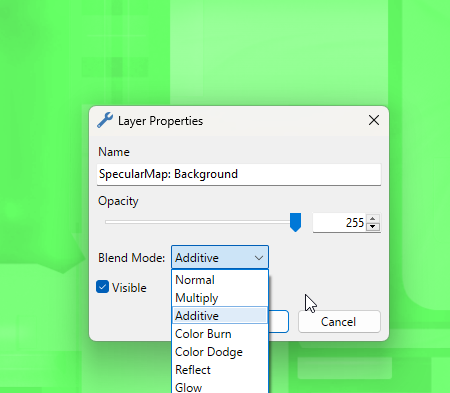 Layer Properties
Name
SpecularMap: Background
Opacity
255
Blend Mode: Additive
Normal
Visible
Multiply
Additive
Cancel
Color Burn
Color Dodge
Reflect
Glow